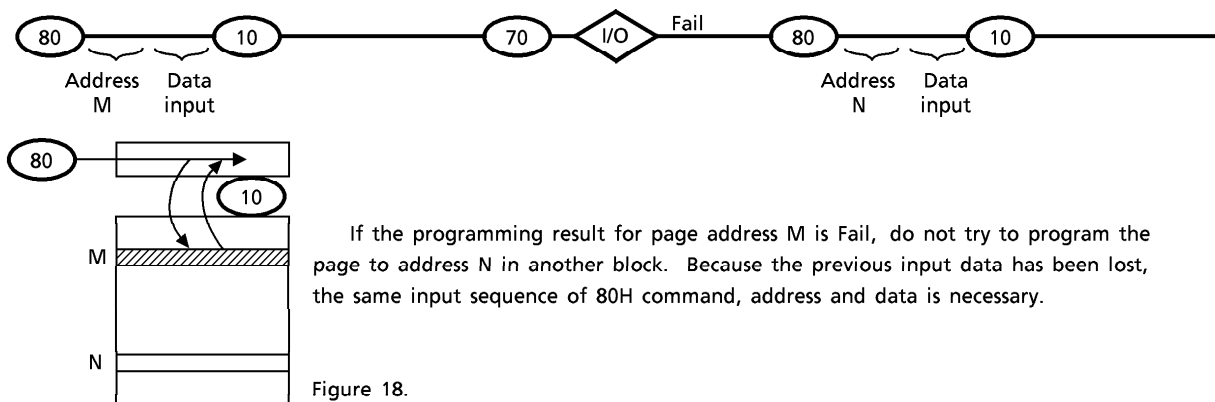 80 10 70 I/O Fail 80 10
Address M Data input Address N Data input
80
10
M
If the programming result for page address M is Fail, do not try to program the
page to address N in another block. Because the previous input data has been lost,
the same input sequence of 80H command, address and data is necessary.
N
Figure 18.